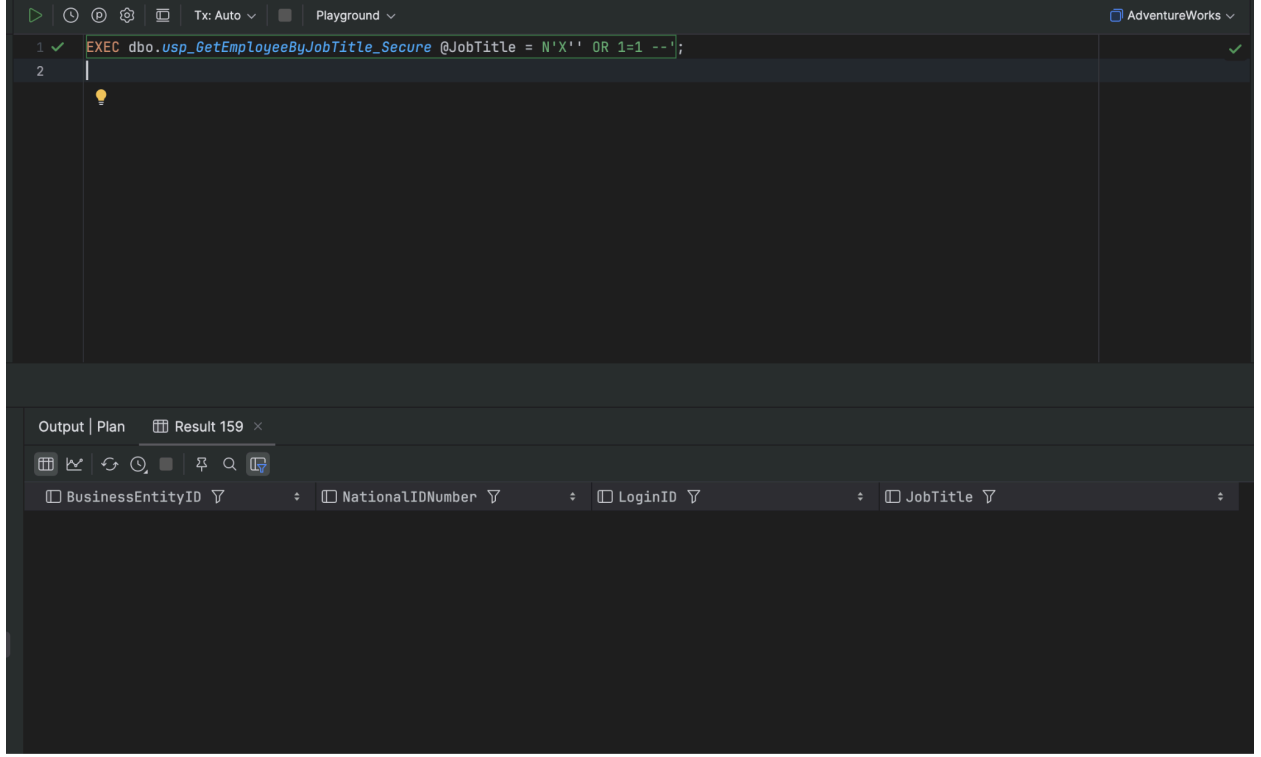 Tx: Auto Playground AdventureWorks
1 EXEC dbo.usp_GetEmployeeByJobTitle_Secure @JobTitle = N'X'' OR 1=1 --';
2
Output | Plan Result 159 ×
BusinessEntityID NationalIDNumber LoginID JobTitle